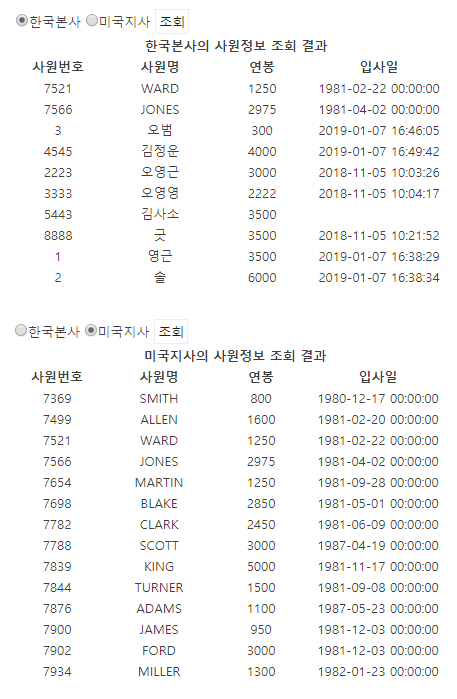 한국본사 미국지사 조회
한국본사의 사원정보 조회 결과
사원번호 사원명 연봉 입사일
7521 WARD 1250 1981-02-22 00:00:00
7566 JONES 2975 1981-04-02 00:00:00
3 오범 300 2019-01-07 16:46:05
4545 김정운 4000 2019-01-07 16:49:42
2223 오영근 3000 2018-11-05 10:03:26
3333 오영영 2222 2018-11-05 10:04:17
5443 김사소 3500
8888 굿 3500 2018-11-05 10:21:52
1 영근 3500 2019-01-07 16:38:29
2 솔 6000 2019-01-07 16:38:34
한국본사 미국지사 조회
미국지사의 사원정보 조회 결과
사원번호 사원명 연봉 입사일
7369 SMITH 800 1980-12-17 00:00:00
7499 ALLEN 1600 1981-02-20 00:00:00
7521 WARD 1250 1981-02-22 00:00:00
7566 JONES 2975 1981-04-02 00:00:00
7654 MARTIN 1250 1981-09-28 00:00:00
7698 BLAKE 2850 1981-05-01 00:00:00
7782 CLARK 2450 1981-06-09 00:00:00
7788 SCOTT 3000 1987-04-19 00:00:00
7839 KING 5000 1981-11-17 00:00:00
7844 TURNER 1500 1981-09-08 00:00:00
7876 ADAMS 1100 1987-05-23 00:00:00
7900 JAMES 950 1981-12-03 00:00:00
7902 FORD 3000 1981-12-03 00:00:00
7934 MILLER 1300 1982-01-23 00:00:00